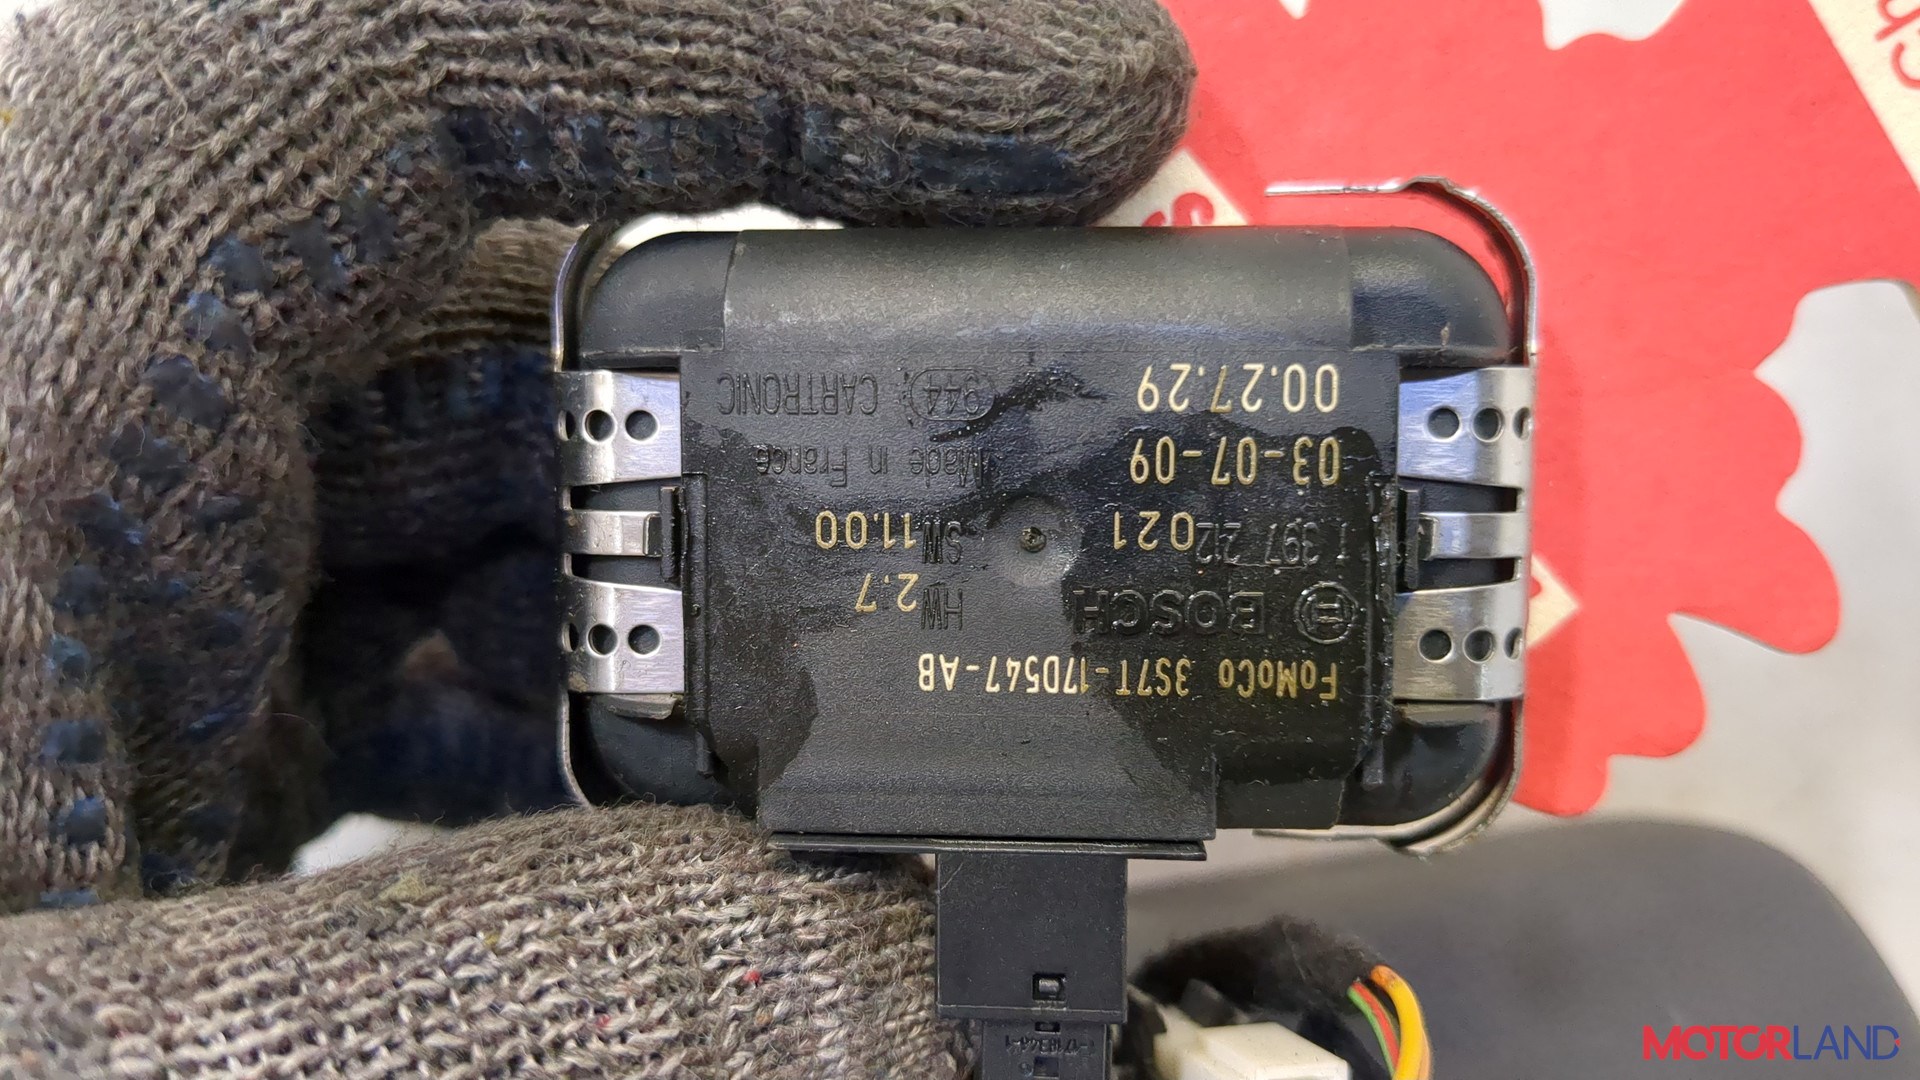 FoMoCo 3S7T-17D547-AB
BOSCH
HW 2.7
1 397 212 021
SW 11.00
03-07-09
Made in France
00.27.29
944 CARTRONIC
MOTORLAND